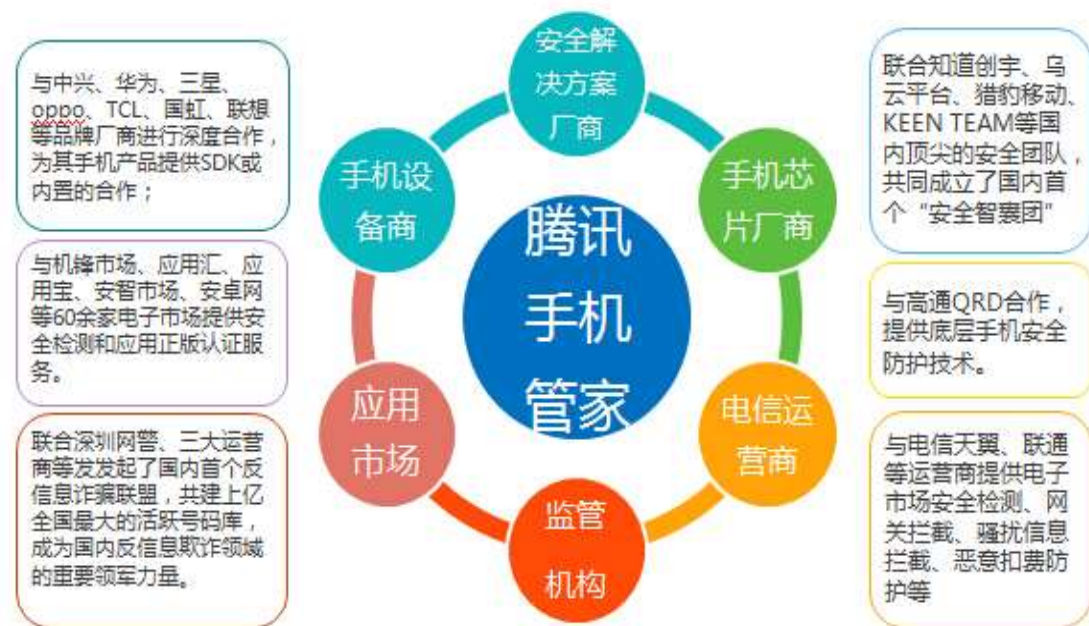 与中兴、华为、三星、
oppo、TCL、国虹、联想
等品牌厂商进行深度合作，
为其手机产品提供SDK或
内置的合作；
与机锋市场、应用汇、应
用宝、安智市场、安卓网
等60余家电子市场提供安
全检测和应用正版认证服
务。
联合深圳网警、三大运营
商等发发起了国内首个反
信息诈骗联盟，共建上亿
全国最大的活跃号码库，
成为国内反信息欺诈领域
的重要领军力量。
安全解
决方案
厂商
手机设
备商
手机芯
片厂商
腾讯
手机
管家
应用
市场
电信运
营商
监管
机构
联合知道创宇、乌
云平台、猎豹移动、
KEEN TEAM等国
内顶尖的安全团队，
共同成立了国内首
个“安全智囊团”
与高通QRD合作，
提供底层手机安全
防护技术。
与电信天翼、联通
等运营商提供电子
市场安全检测、网
关拦截、骚扰信息
拦截、恶意扣费防
护等